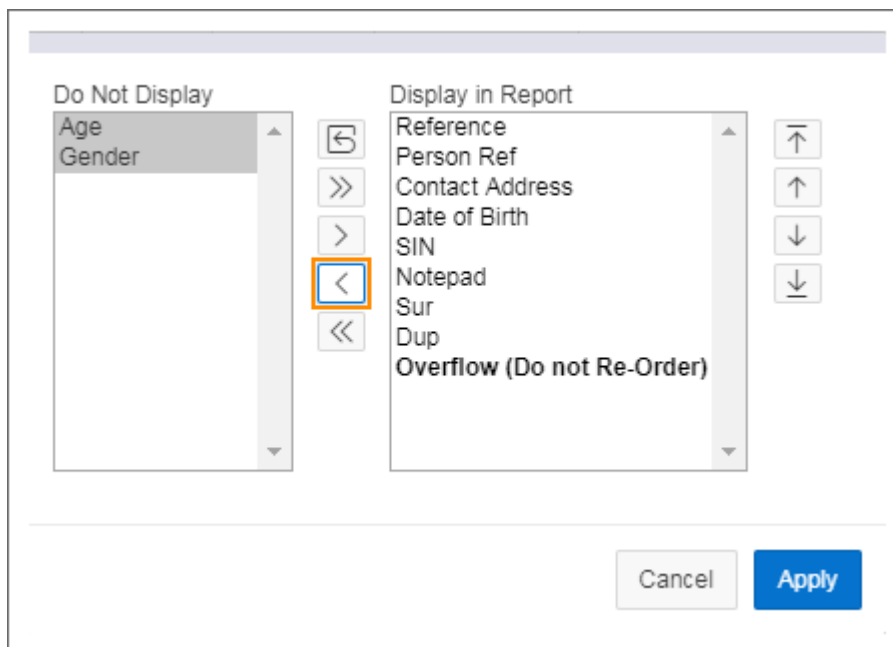 Do Not Display
Age
Gender
Display in Report
Reference
Person Ref
Contact Address
Date of Birth
SIN
Notepad
Sur
Dup
Overflow (Do not Re-Order)
Cancel
Apply